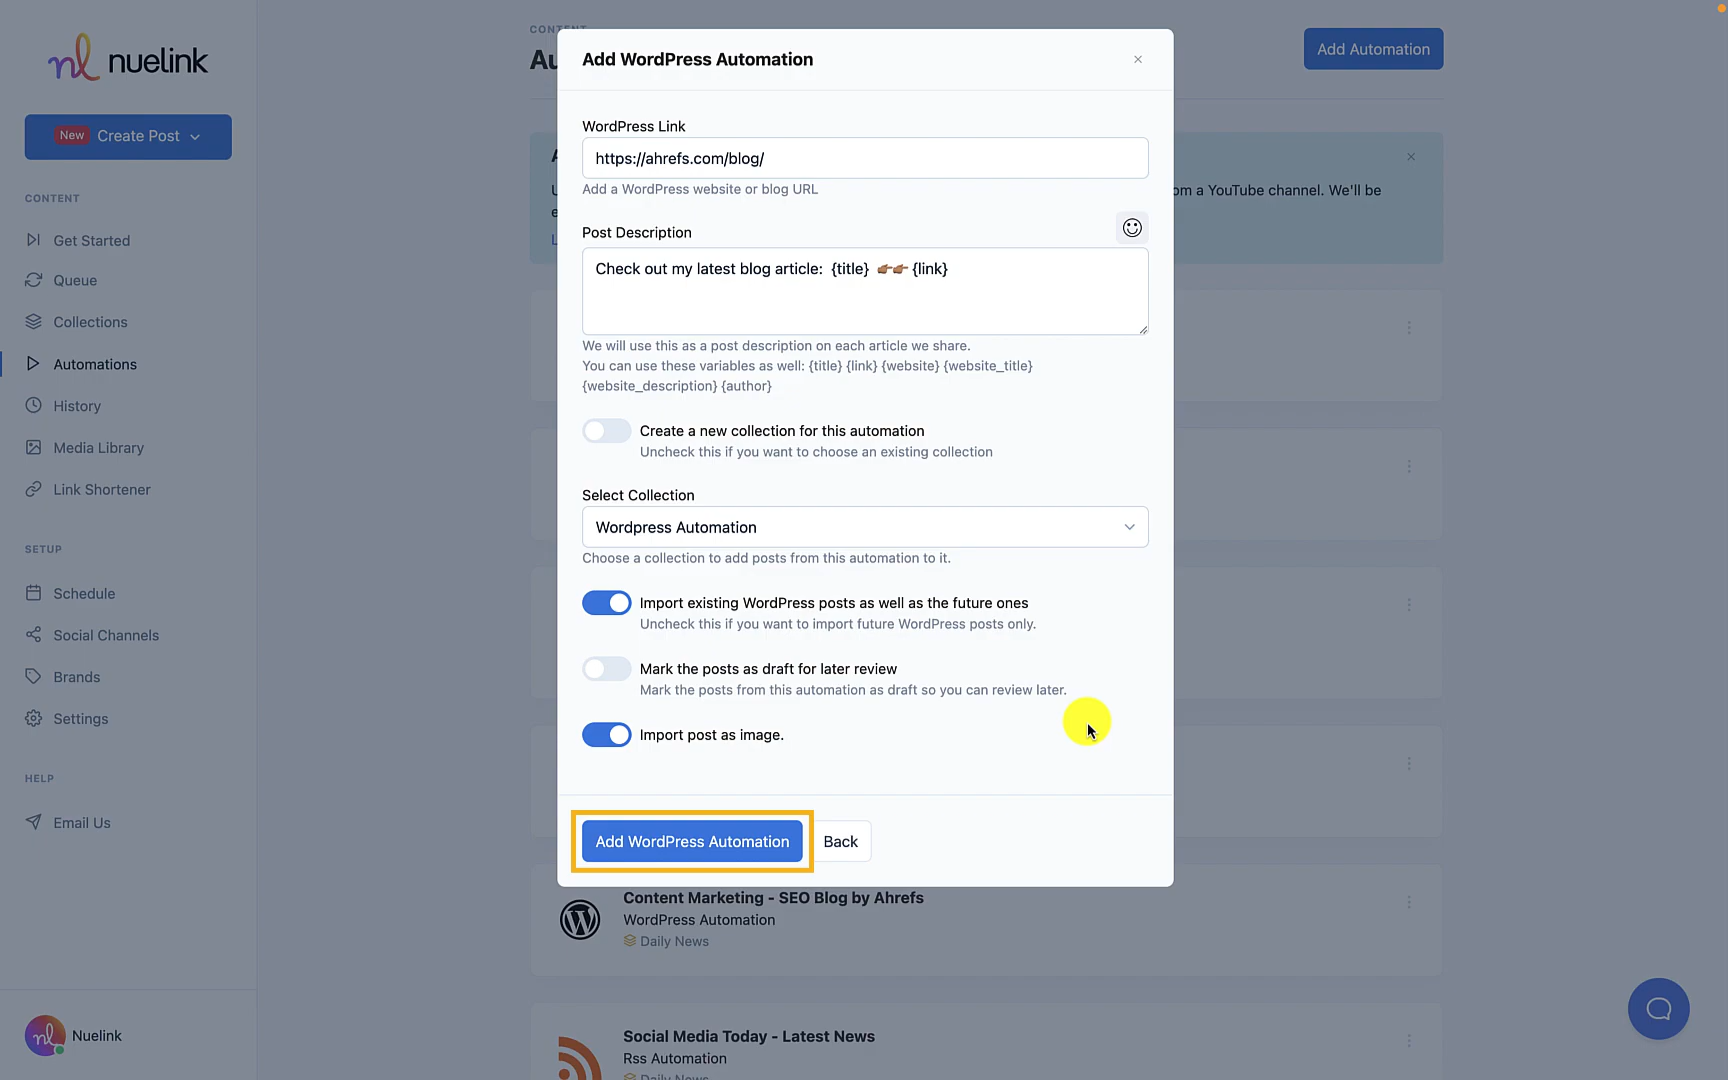 nuelink
New Create Post
CONTENT
Get Started
Queue
Collections
Automations
History
Media Library
Link Shortener
SETUP
Schedule
Social Channels
Brands
Settings
HELP
Email Us
Nuelink
CONTENT
Au
Add Automation
om a YouTube channel. We'll be
Add WordPress Automation
WordPress Link
https://ahrefs.com/blog/
Add a WordPress website or blog URL
Post Description
Check out my latest blog article: {title} 👉🏽👉🏽 {link}
We will use this as a post description on each article we share.
You can use these variables as well: {title} {link} {website} {website_title}
{website_description} {author}
Create a new collection for this automation
Uncheck this if you want to choose an existing collection
Select Collection
Wordpress Automation
Choose a collection to add posts from this automation to it.
Import existing WordPress posts as well as the future ones
Uncheck this if you want to import future WordPress posts only.
Mark the posts as draft for later review
Mark the posts from this automation as draft so you can review later.
Import post as image.
Add WordPress Automation
Back
Content Marketing - SEO Blog by Ahrefs
WordPress Automation
Daily News
Social Media Today - Latest News
Rss Automation
Daily News